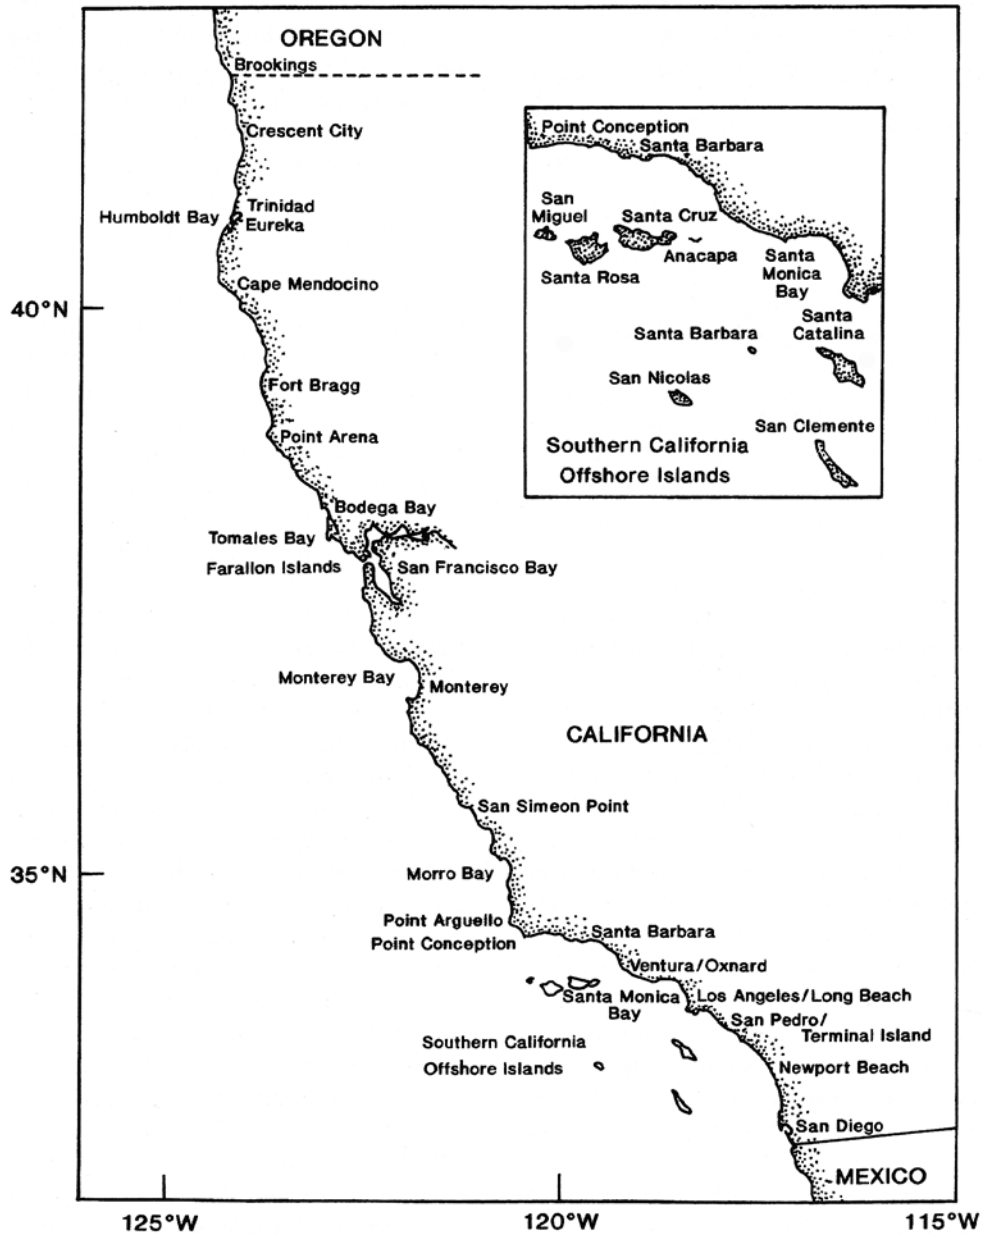 OREGON
Brookings
Crescent City
Trinidad
Humboldt Bay
Eureka
Cape Mendocino
40°N
Fort Bragg
Point Arena
Bodega Bay
Tomales Bay
Farallon Islands
San Francisco Bay
Monterey Bay
Monterey
CALIFORNIA
San Simeon Point
35°N
Morro Bay
Point Arguello
Point Conception
Santa Barbara
Ventura/Oxnard
Santa Monica
Bay
Los Angeles/Long Beach
San Pedro/
Terminal Island
Southern California
Offshore Islands
Newport Beach
San Diego
MEXICO
125°W
120°W
115°W
Point Conception
Santa Barbara
San
Miguel
Santa Cruz
Anacapa
Santa Rosa
Santa
Monica
Bay
Santa
Catalina
Santa Barbara
San Nicolas
San Clemente
Southern California
Offshore Islands